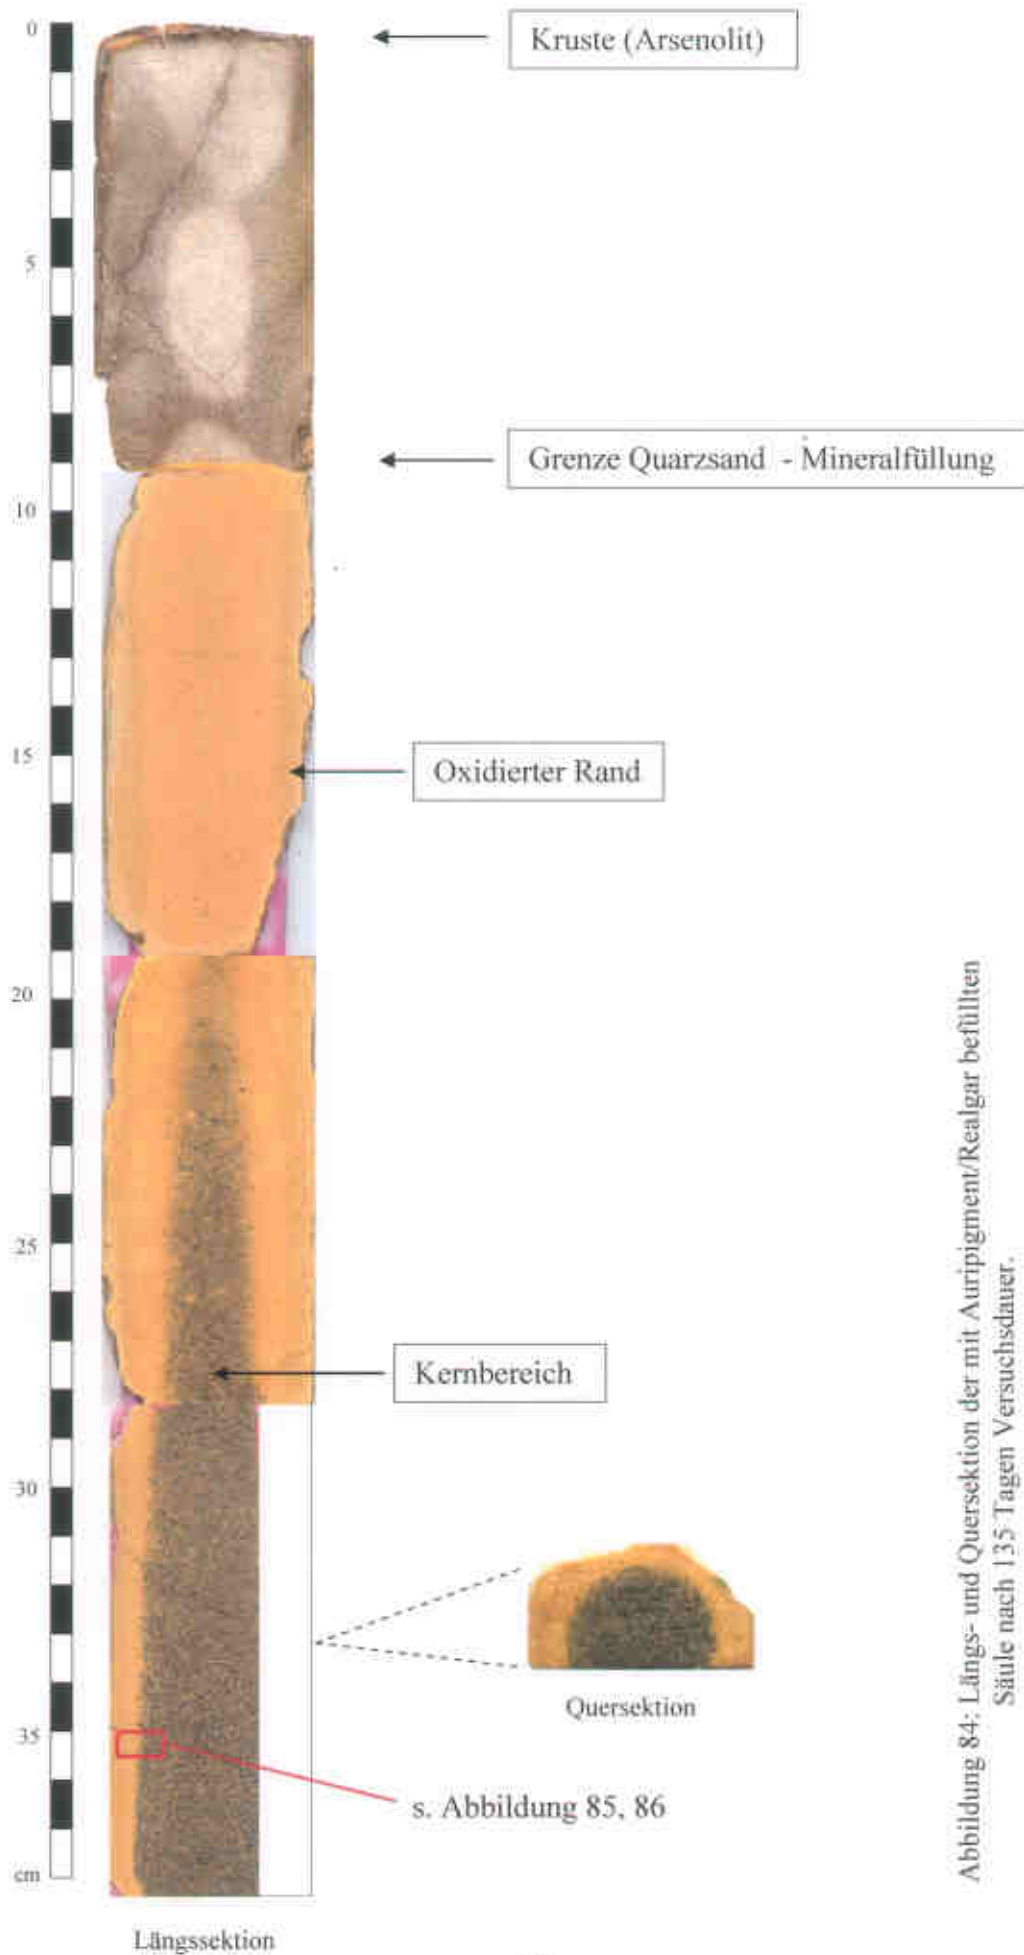 0
Kruste (Arsenolit)
5
Grenze Quarzsand - Mineralfüllung
10
15
Oxidierter Rand
20
25
Kernbereich
30
Quersektion
35
s. Abbildung 85, 86
cm
Längssektion
Abbildung 84: Längs- und Quersektion der mit Auripigment/Realgar befüllten
Säule nach 135 Tagen Versuchsdauer.